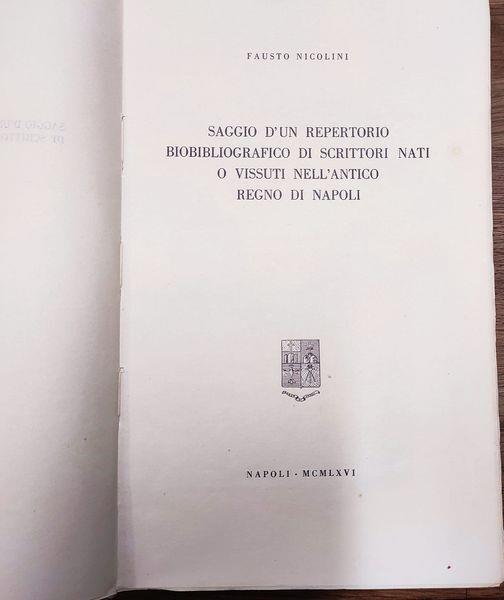 FAUSTO NICOLINI
SAGGIO D'UN REPERTORIO
BIOBIBLIOGRAFICO DI SCRITTORI NATI
O VISSUTI NELL'ANTICO
REGNO DI NAPOLI
NAPOLI · MCMLXVI